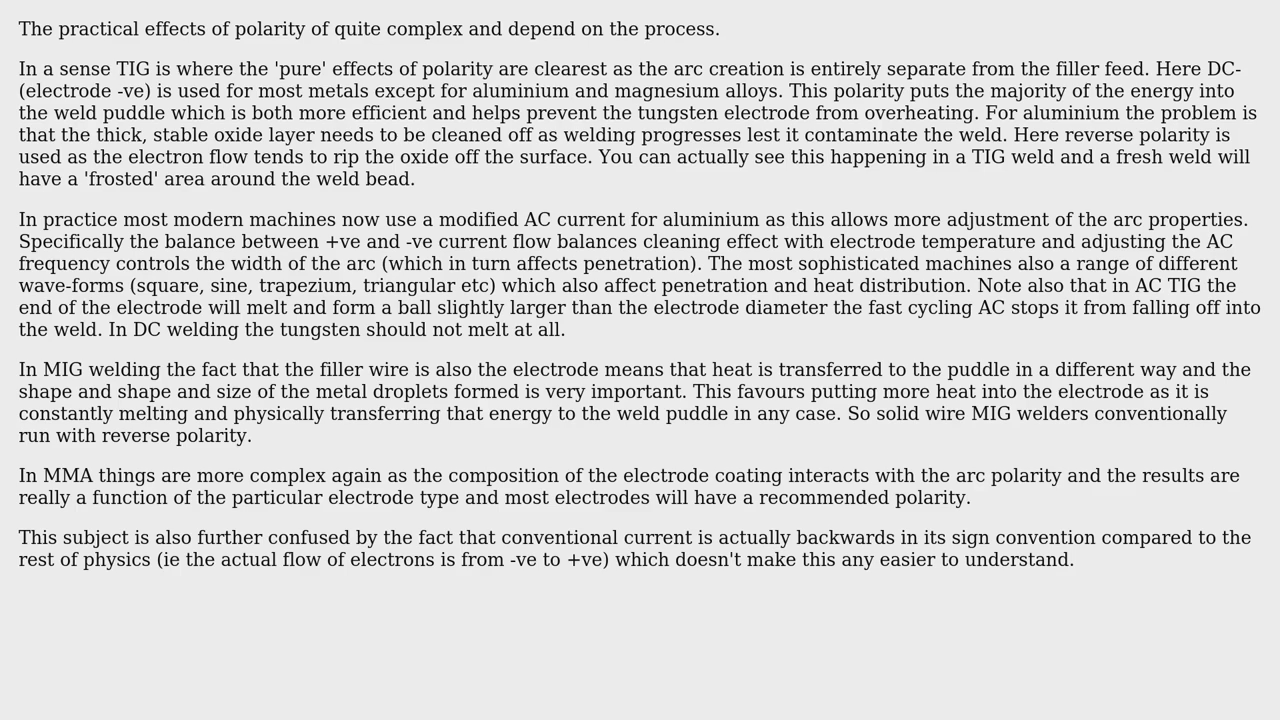 The practical effects of polarity of quite complex and depend on the process.
In a sense TIG is where the 'pure' effects of polarity are clearest as the arc creation is entirely separate from the filler feed. Here DC-
(electrode -ve) is used for most metals except for aluminium and magnesium alloys. This polarity puts the majority of the energy into
the weld puddle which is both more efficient and helps prevent the tungsten electrode from overheating. For aluminium the problem is
that the thick, stable oxide layer needs to be cleaned off as welding progresses lest it contaminate the weld. Here reverse polarity is
used as the electron flow tends to rip the oxide off the surface. You can actually see this happening in a TIG weld and a fresh weld will
have a 'frosted' area around the weld bead.
In practice most modern machines now use a modified AC current for aluminium as this allows more adjustment of the arc properties.
Specifically the balance between +ve and -ve current flow balances cleaning effect with electrode temperature and adjusting the AC
frequency controls the width of the arc (which in turn affects penetration). The most sophisticated machines also a range of different
wave-forms (square, sine, trapezium, triangular etc) which also affect penetration and heat distribution. Note also that in AC TIG the
end of the electrode will melt and form a ball slightly larger than the electrode diameter the fast cycling AC stops it from falling off into
the weld. In DC welding the tungsten should not melt at all.
In MIG welding the fact that the filler wire is also the electrode means that heat is transferred to the puddle in a different way and the
shape and shape and size of the metal droplets formed is very important. This favours putting more heat into the electrode as it is
constantly melting and physically transferring that energy to the weld puddle in any case. So solid wire MIG welders conventionally
run with reverse polarity.
In MMA things are more complex again as the composition of the electrode coating interacts with the arc polarity and the results are
really a function of the particular electrode type and most electrodes will have a recommended polarity.
This subject is also further confused by the fact that conventional current is actually backwards in its sign convention compared to the
rest of physics (ie the actual flow of electrons is from -ve to +ve) which doesn't make this any easier to understand.